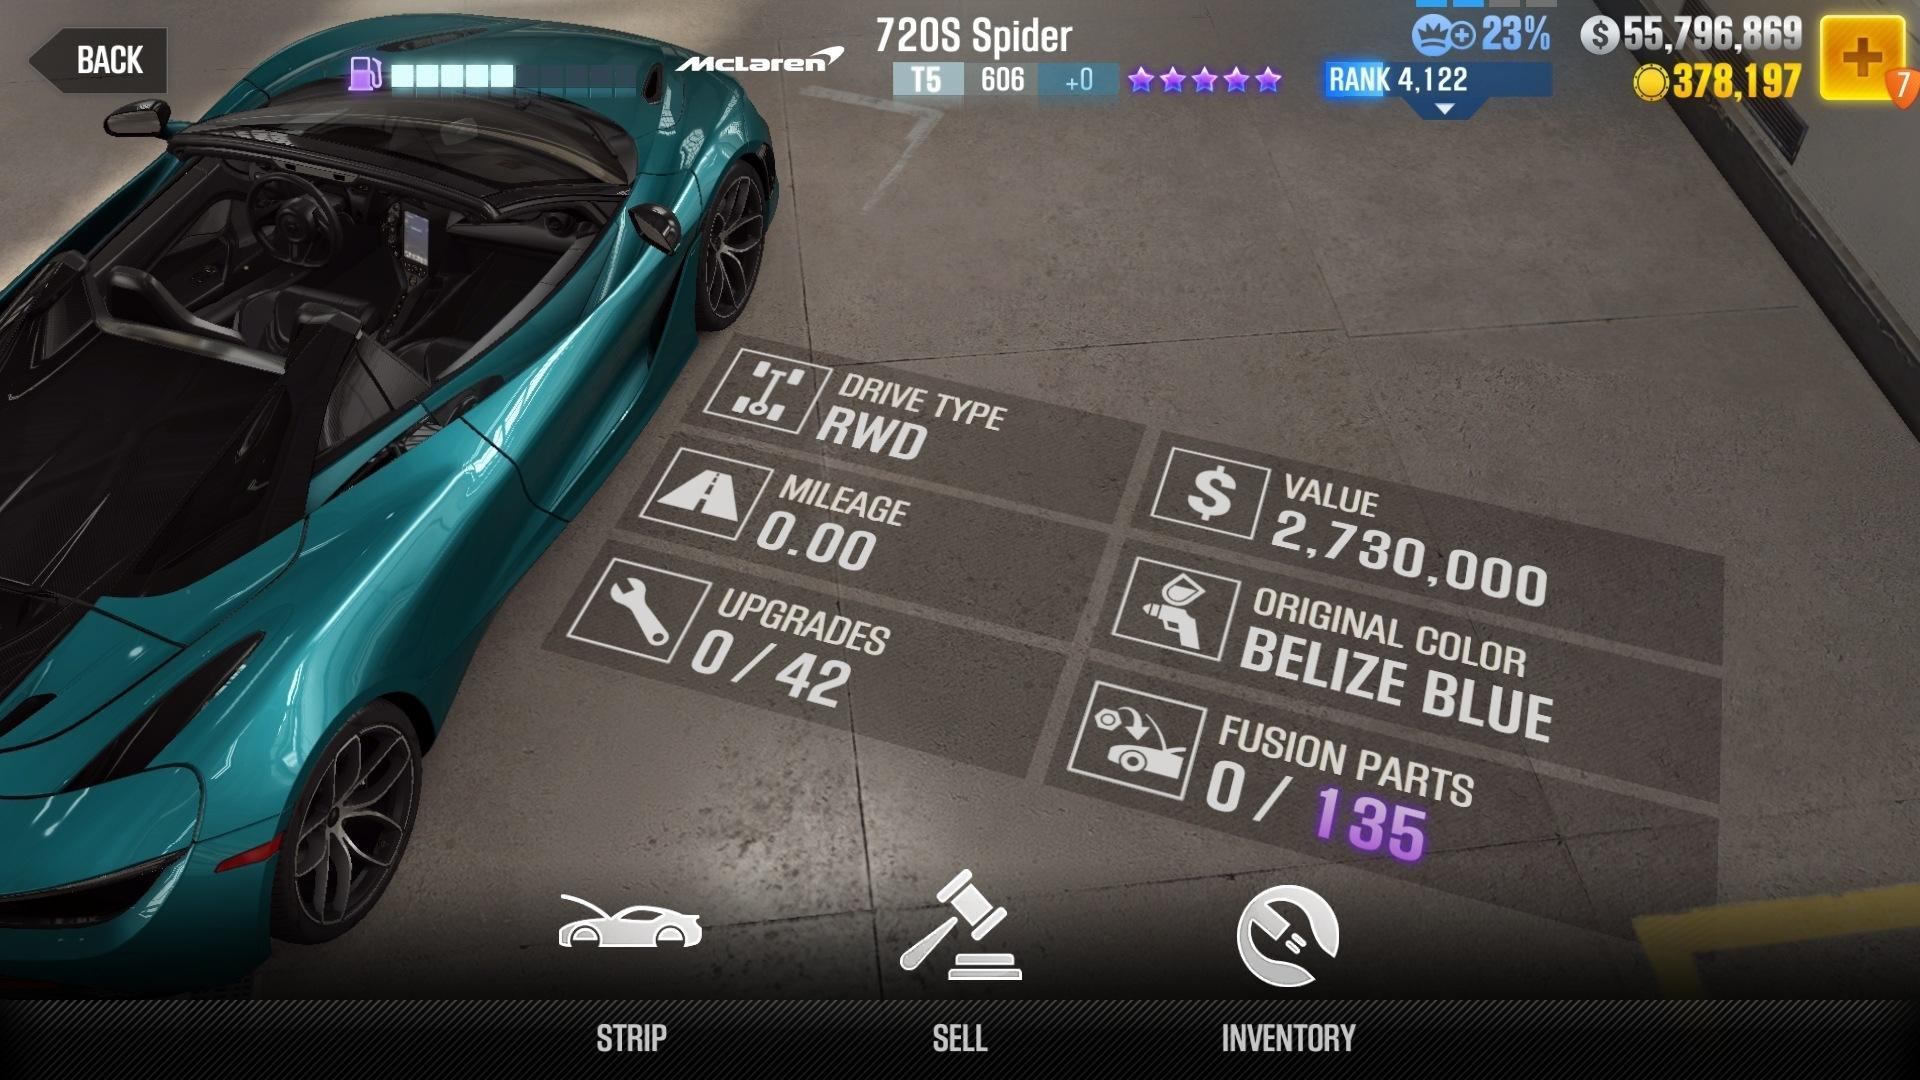 BACK
McLaren
720S Spider
T5 606 +0
23%
RANK 4,122
$55,796,869
378,197
7
DRIVE TYPE
RWD
MILEAGE
0.00
UPGRADES
0/42
$ VALUE
2,730,000
ORIGINAL COLOR
BELIZE BLUE
FUSION PARTS
0/ 135
STRIP
SELL
INVENTORY